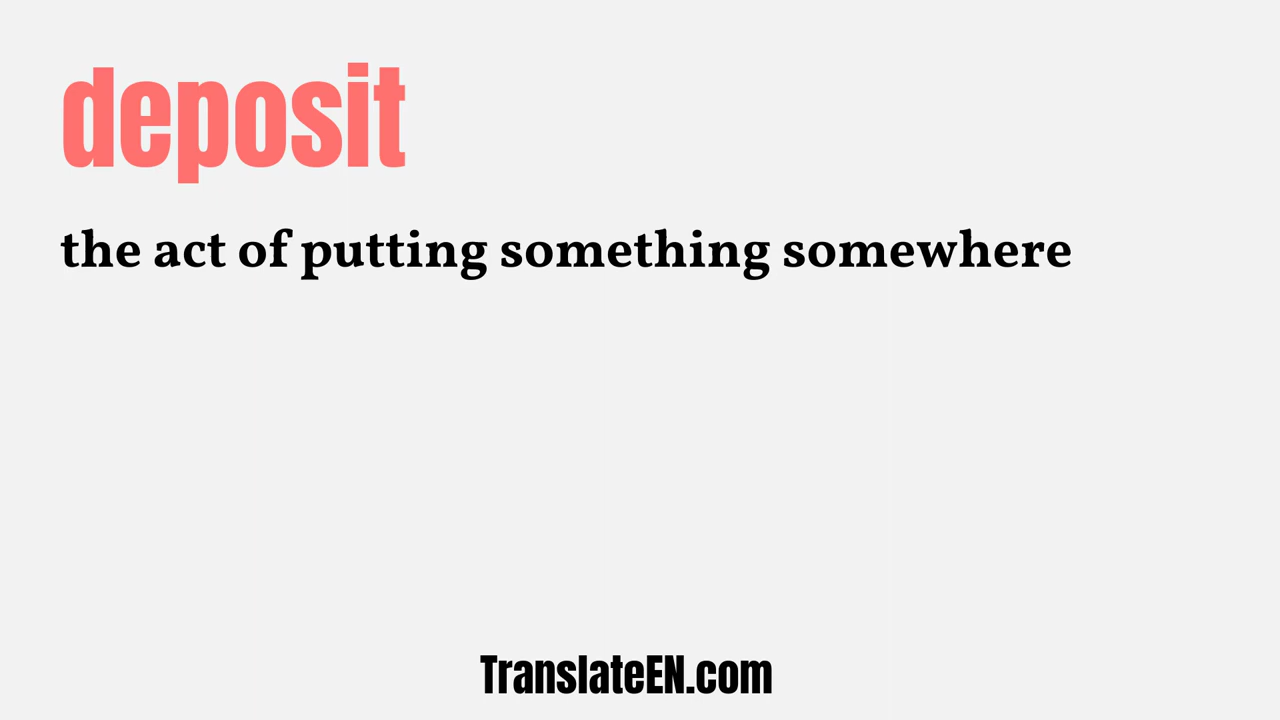 deposit
the act of putting something somewhere
TranslateEN.com